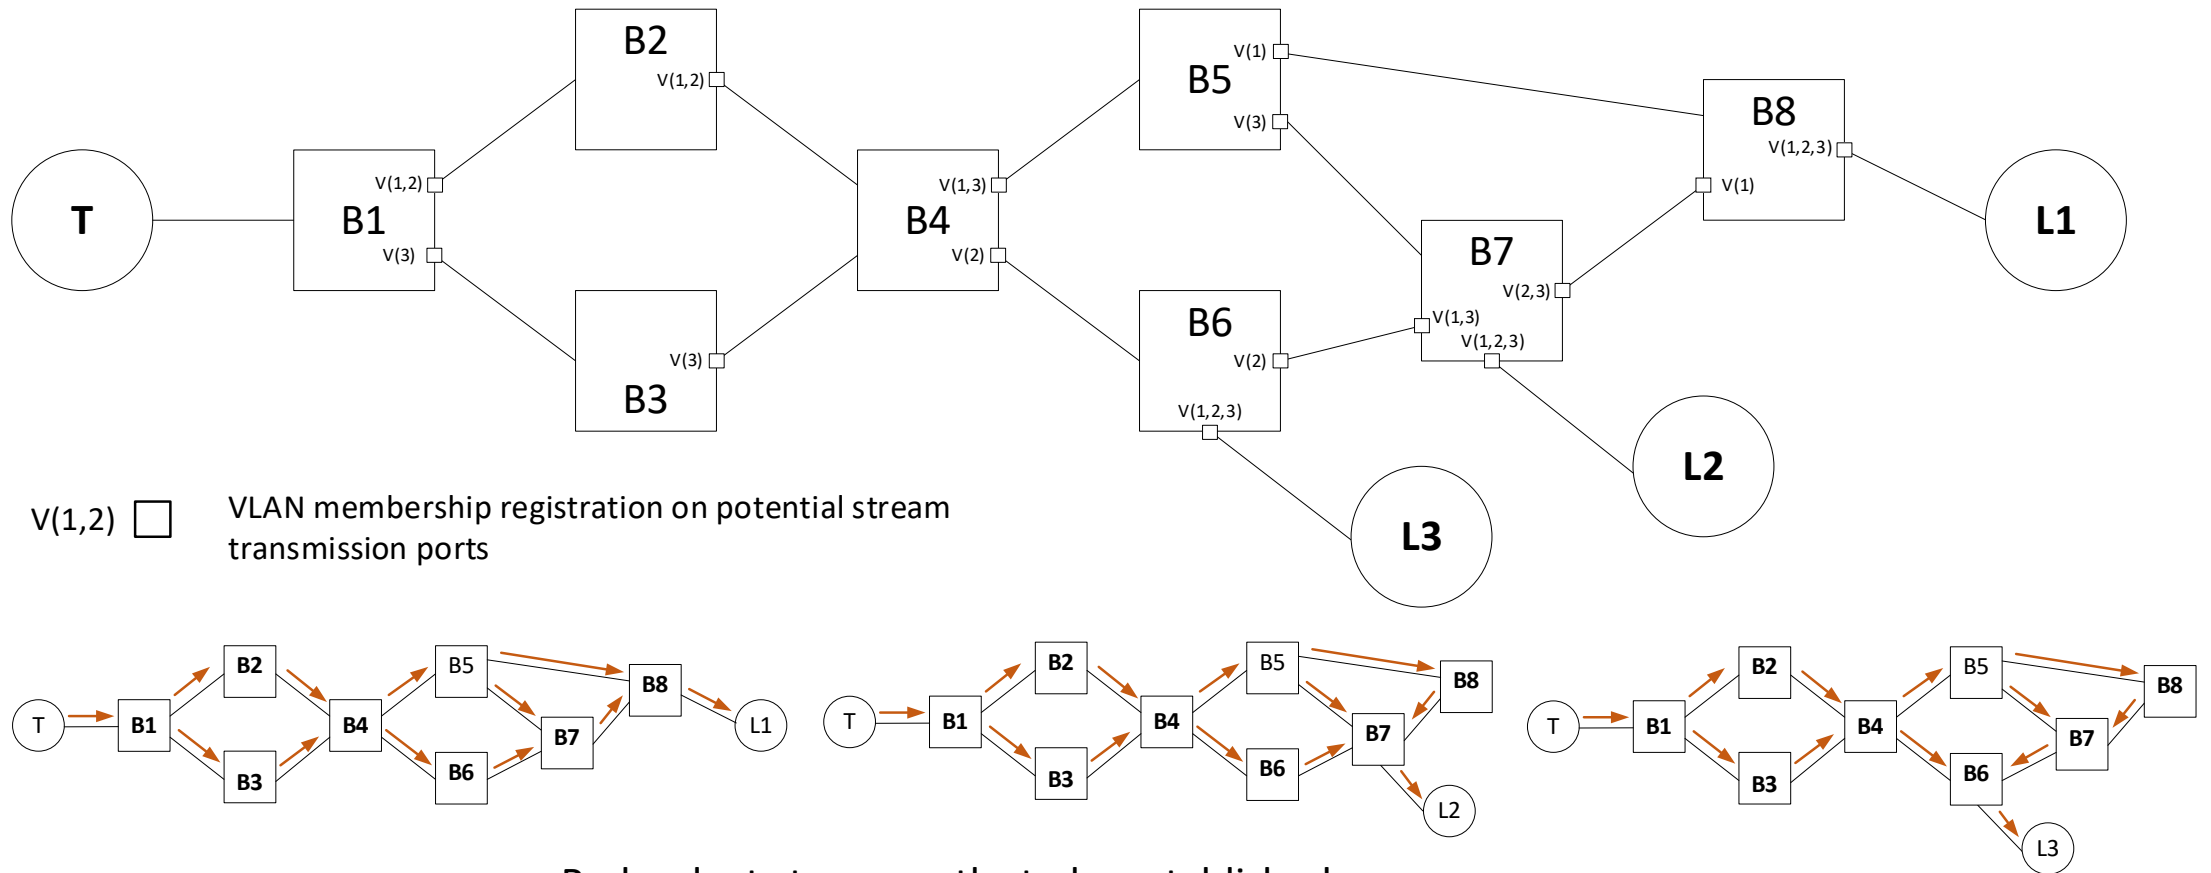 B2
V(1,2)
B5
V(1)
V(3)
B8
V(1,2,3)
V(1)
T
B1
V(1,2)
V(3)
B4
V(1,3)
V(2)
L1
B3
V(3)
B6
V(2)
V(1,2,3)
B7
V(2,3)
V(1,3)
V(1,2,3)
L2
L3
V(1,2)
VLAN membership registration on potential stream
transmission ports
T
B1
B2
B3
B4
B5
B6
B7
B8
L1
T
B1
B2
B3
B4
B5
B6
B7
B8
L2
T
B1
B2
B3
B4
B5
B6
B7
B8
L3